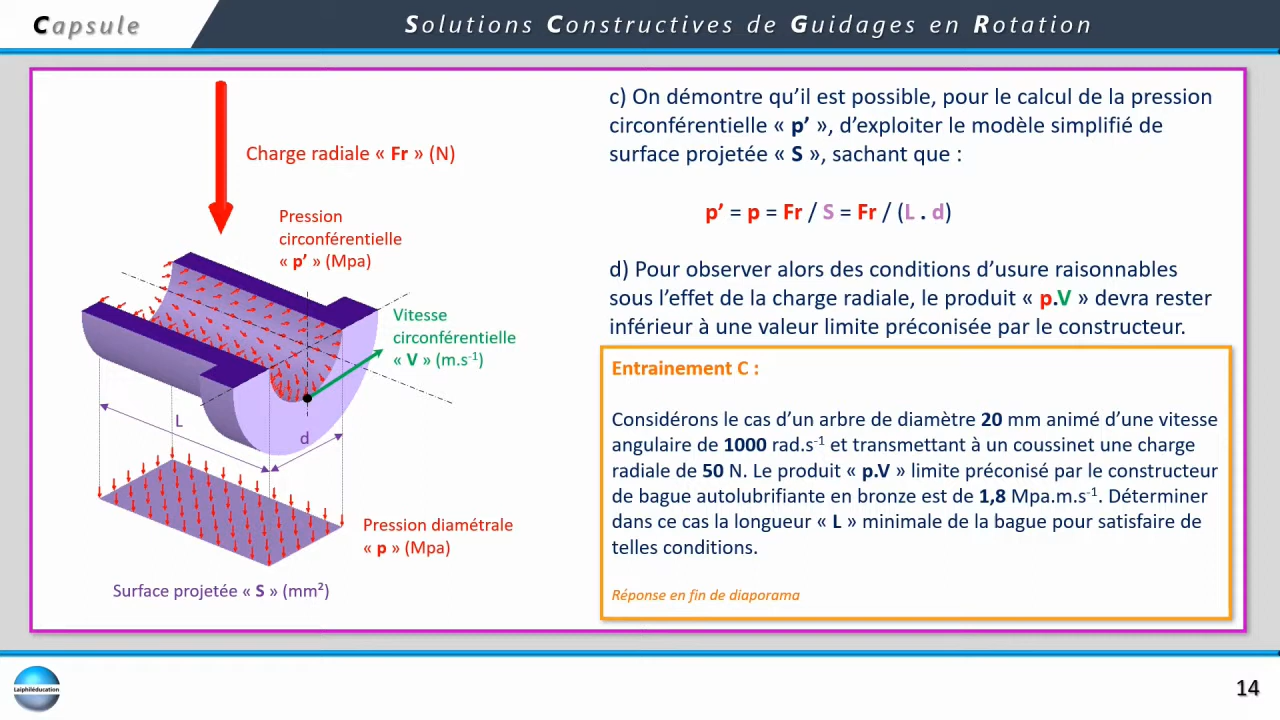 Capsule
Solutions Constructives de Guidages en Rotation
Charge radiale « Fr » (N)
Pression
circonférentielle
« p’ » (Mpa)
Vitesse
circonférentielle
« V » (m.s⁻¹)
L
d
Pression diamétrale
« p » (Mpa)
Surface projetée « S » (mm²)
c) On démontre qu’il est possible, pour le calcul de la pression
circonférentielle « p’ », d’exploiter le modèle simplifié de
surface projetée « S », sachant que :
p’ = p = Fr / S = Fr / (L . d)
d) Pour observer alors des conditions d’usure raisonnables
sous l’effet de la charge radiale, le produit « p.V » devra rester
inférieur à une valeur limite préconisée par le constructeur.
Entrainement C :
Considérons le cas d’un arbre de diamètre 20 mm animé d’une vitesse
angulaire de 1000 rad.s⁻¹ et transmettant à un coussinet une charge
radiale de 50 N. Le produit « p.V » limite préconisé par le constructeur
de bague autolubrifiante en bronze est de 1,8 Mpa.m.s⁻¹. Déterminer
dans ce cas la longueur « L » minimale de la bague pour satisfaire de
telles conditions.
Réponse en fin de diaporama
Laiphiléducation
14